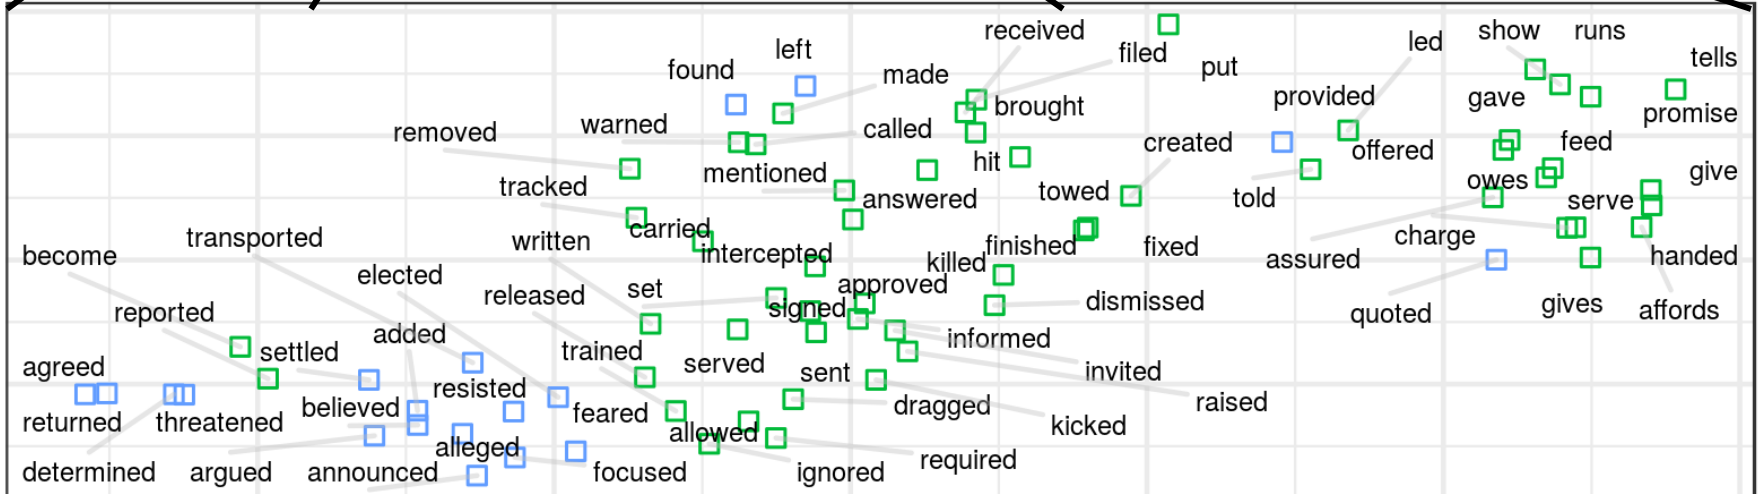 received
show
runs
led
left
filed
tells
found
put
made
provided
gave
brought
promise
warned
called
removed
created
feed
offered
hit
mentioned
give
tracked
towed
owes
told
answered
serve
carried
transported
written
charge
finished
fixed
become
intercepted
handed
assured
killed
elected
approved
released
set
dismissed
gives
signed
affords
reported
quoted
added
informed
settled
trained
served
agreed
sent
invited
resisted
raised
believed
dragged
feared
returned
threatened
kicked
allowed
alleged
required
determined
argued
announced
focused
ignored